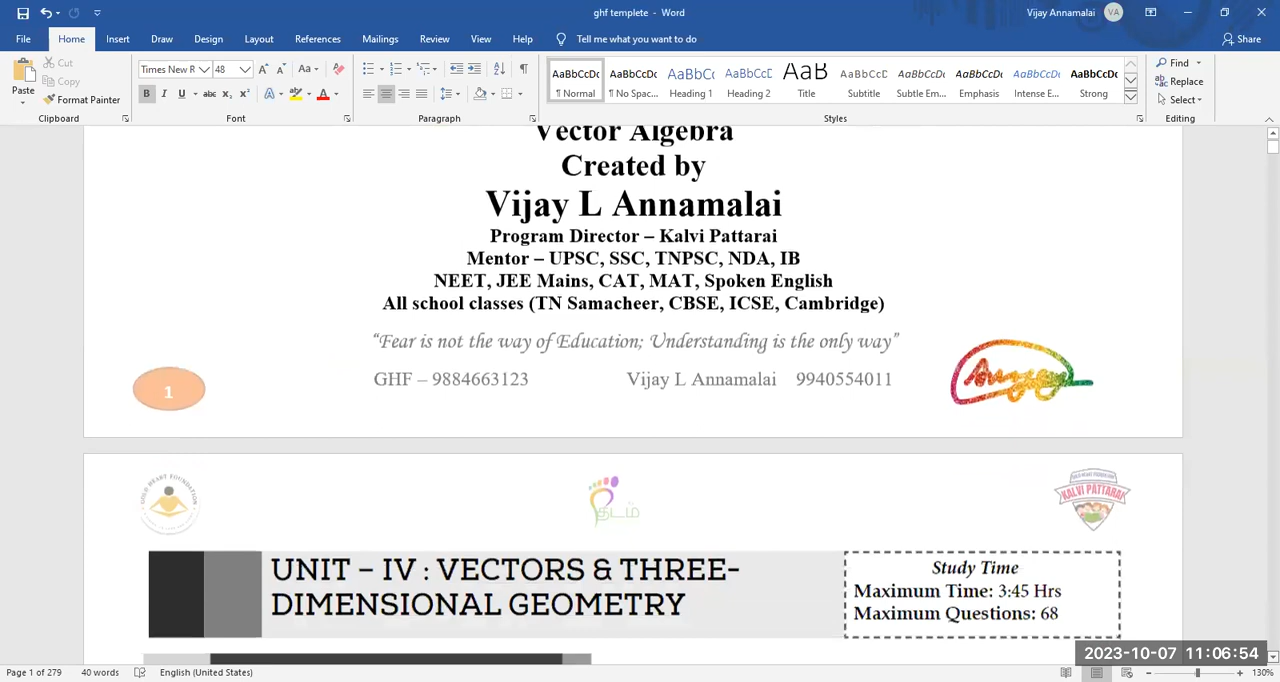 ghf templete - Word
Vijay Annamalai VA
File Home Insert Draw Design Layout References Mailings Review View Help Tell me what you want to do Share
Paste
Cut
Copy
Format Painter
Clipboard
Times New R 48
Font
Paragraph
AaBbCcDc AaBbCcDc AaBbCc AaBbCcD AaB AaBbCcD AaBbCcDc AaBbCcDc AaBbCcDc AaBbCcDc
¶ Normal ¶ No Spac... Heading 1 Heading 2 Title Subtitle Subtle Em... Emphasis Intense E... Strong
Styles
Find
Replace
Select
Editing
Vector Algebra
Created by
Vijay L Annamalai
Program Director – Kalvi Pattarai
Mentor – UPSC, SSC, TNPSC, NDA, IB
NEET, JEE Mains, CAT, MAT, Spoken English
All school classes (TN Samacheer, CBSE, ICSE, Cambridge)
“Fear is not the way of Education; Understanding is the only way”
GHF – 9884663123 Vijay L Annamalai 9940554011
1
GOLD HEART FOUNDATION
தடம்
KALVI PATTARAI
UNIT – IV : VECTORS & THREE-
DIMENSIONAL GEOMETRY
Study Time
Maximum Time: 3:45 Hrs
Maximum Questions: 68
2023-10-07 11:06:54
Page 1 of 279 40 words English (United States) 130%